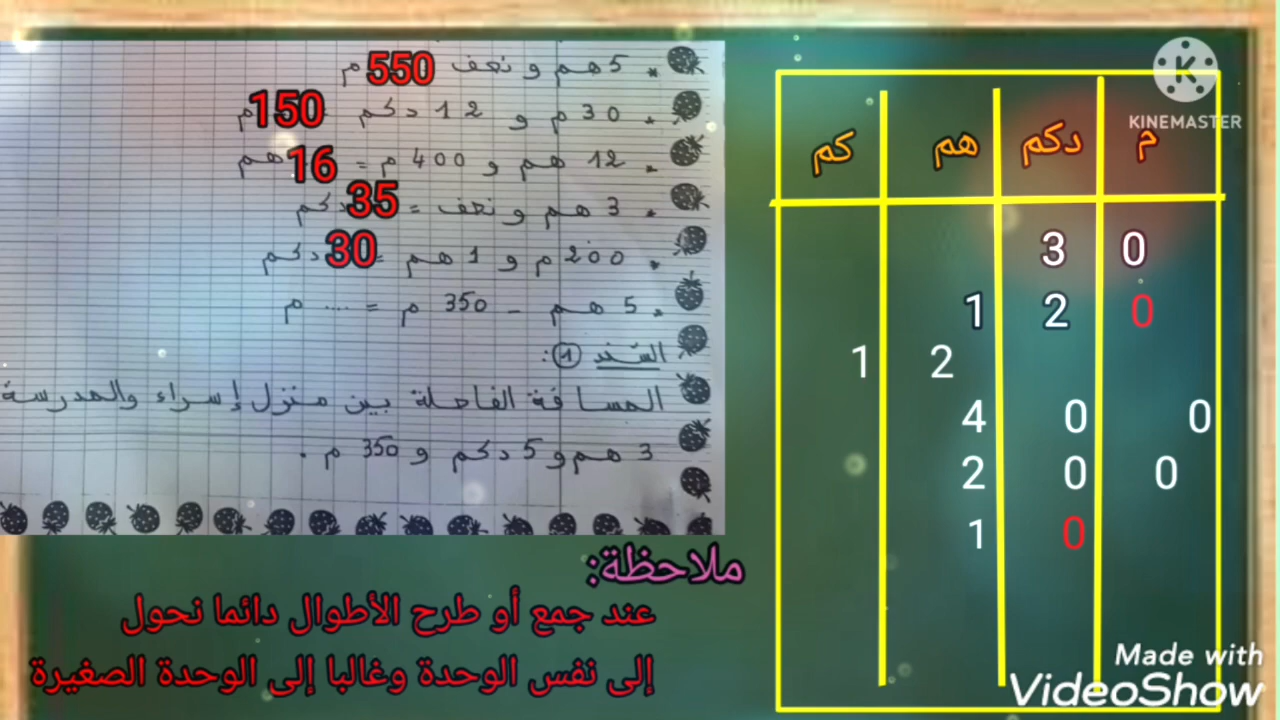 * 5 هم و نصف 550 م
* 30 م و 12 دكم 150 م
* 12 هم و 400 م = 16 هم
* 3 هم و نصف = 35 دكم
* 200 م و 1 هم = 30 دكم
* 5 هم - 350 م = .... م
السند 1:
المسافة الفاصلة بين منزل إسراء والمدرسة
3 هم و 5 دكم و 350 م .
ملاحظة:
عند جمع أو طرح الأطوال دائما نحول
إلى نفس الوحدة وغالبا إلى الوحدة الصغيرة
KINEMASTER
كم هم دكم م
3 0
1 2 0
1 2
4 0 0
2 0 0
1 0
Made with
VideoShow